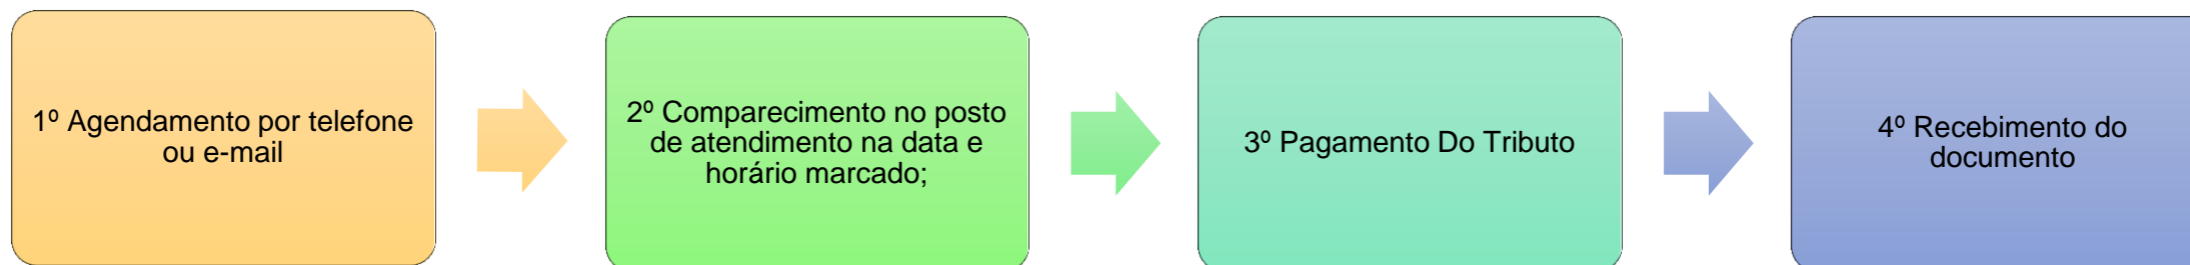 1º Agendamento por telefone
ou e-mail
2º Comparecimento no posto
de atendimento na data e
horário marcado;
3º Pagamento Do Tributo
4º Recebimento do
documento